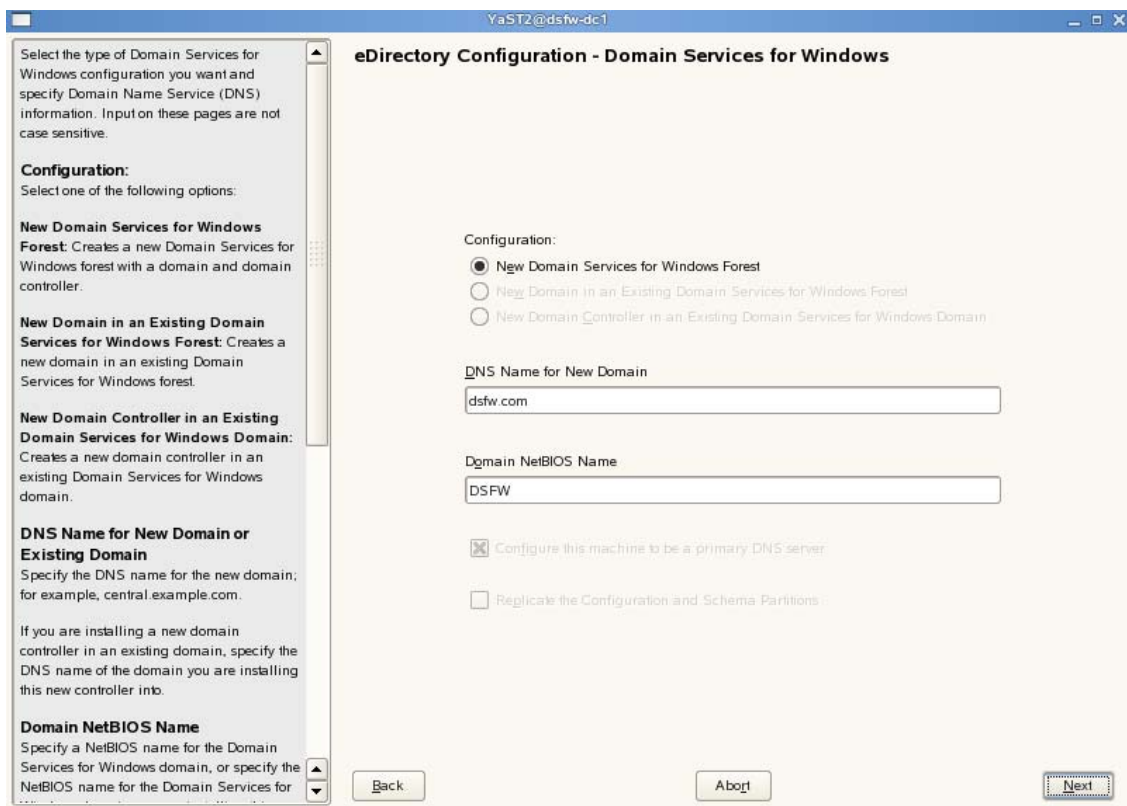 YaST2@dsfw-dc1
Select the type of Domain Services for
Windows configuration you want and
specify Domain Name Service (DNS)
information. Input on these pages are not
case sensitive.
Configuration:
Select one of the following options:
New Domain Services for Windows
Forest: Creates a new Domain Services for
Windows forest with a domain and domain
controller.
New Domain in an Existing Domain
Services for Windows Forest: Creates a
new domain in an existing Domain
Services for Windows forest.
New Domain Controller in an Existing
Domain Services for Windows Domain:
Creates a new domain controller in an
existing Domain Services for Windows
domain.
DNS Name for New Domain or
Existing Domain
Specify the DNS name for the new domain;
for example, central.example.com.
If you are installing a new domain
controller in an existing domain, specify the
DNS name of the domain you are installing
this new controller into.
Domain NetBIOS Name
Specify a NetBIOS name for the Domain
Services for Windows domain, or specify the
NetBIOS name for the Domain Services for
eDirectory Configuration - Domain Services for Windows
Configuration:
New Domain Services for Windows Forest
New Domain in an Existing Domain Services for Windows Forest
New Domain Controller in an Existing Domain Services for Windows Domain
DNS Name for New Domain
dsfw.com
Domain NetBIOS Name
DSFW
Configure this machine to be a primary DNS server
Replicate the Configuration and Schema Partitions
Back
Abort
Next